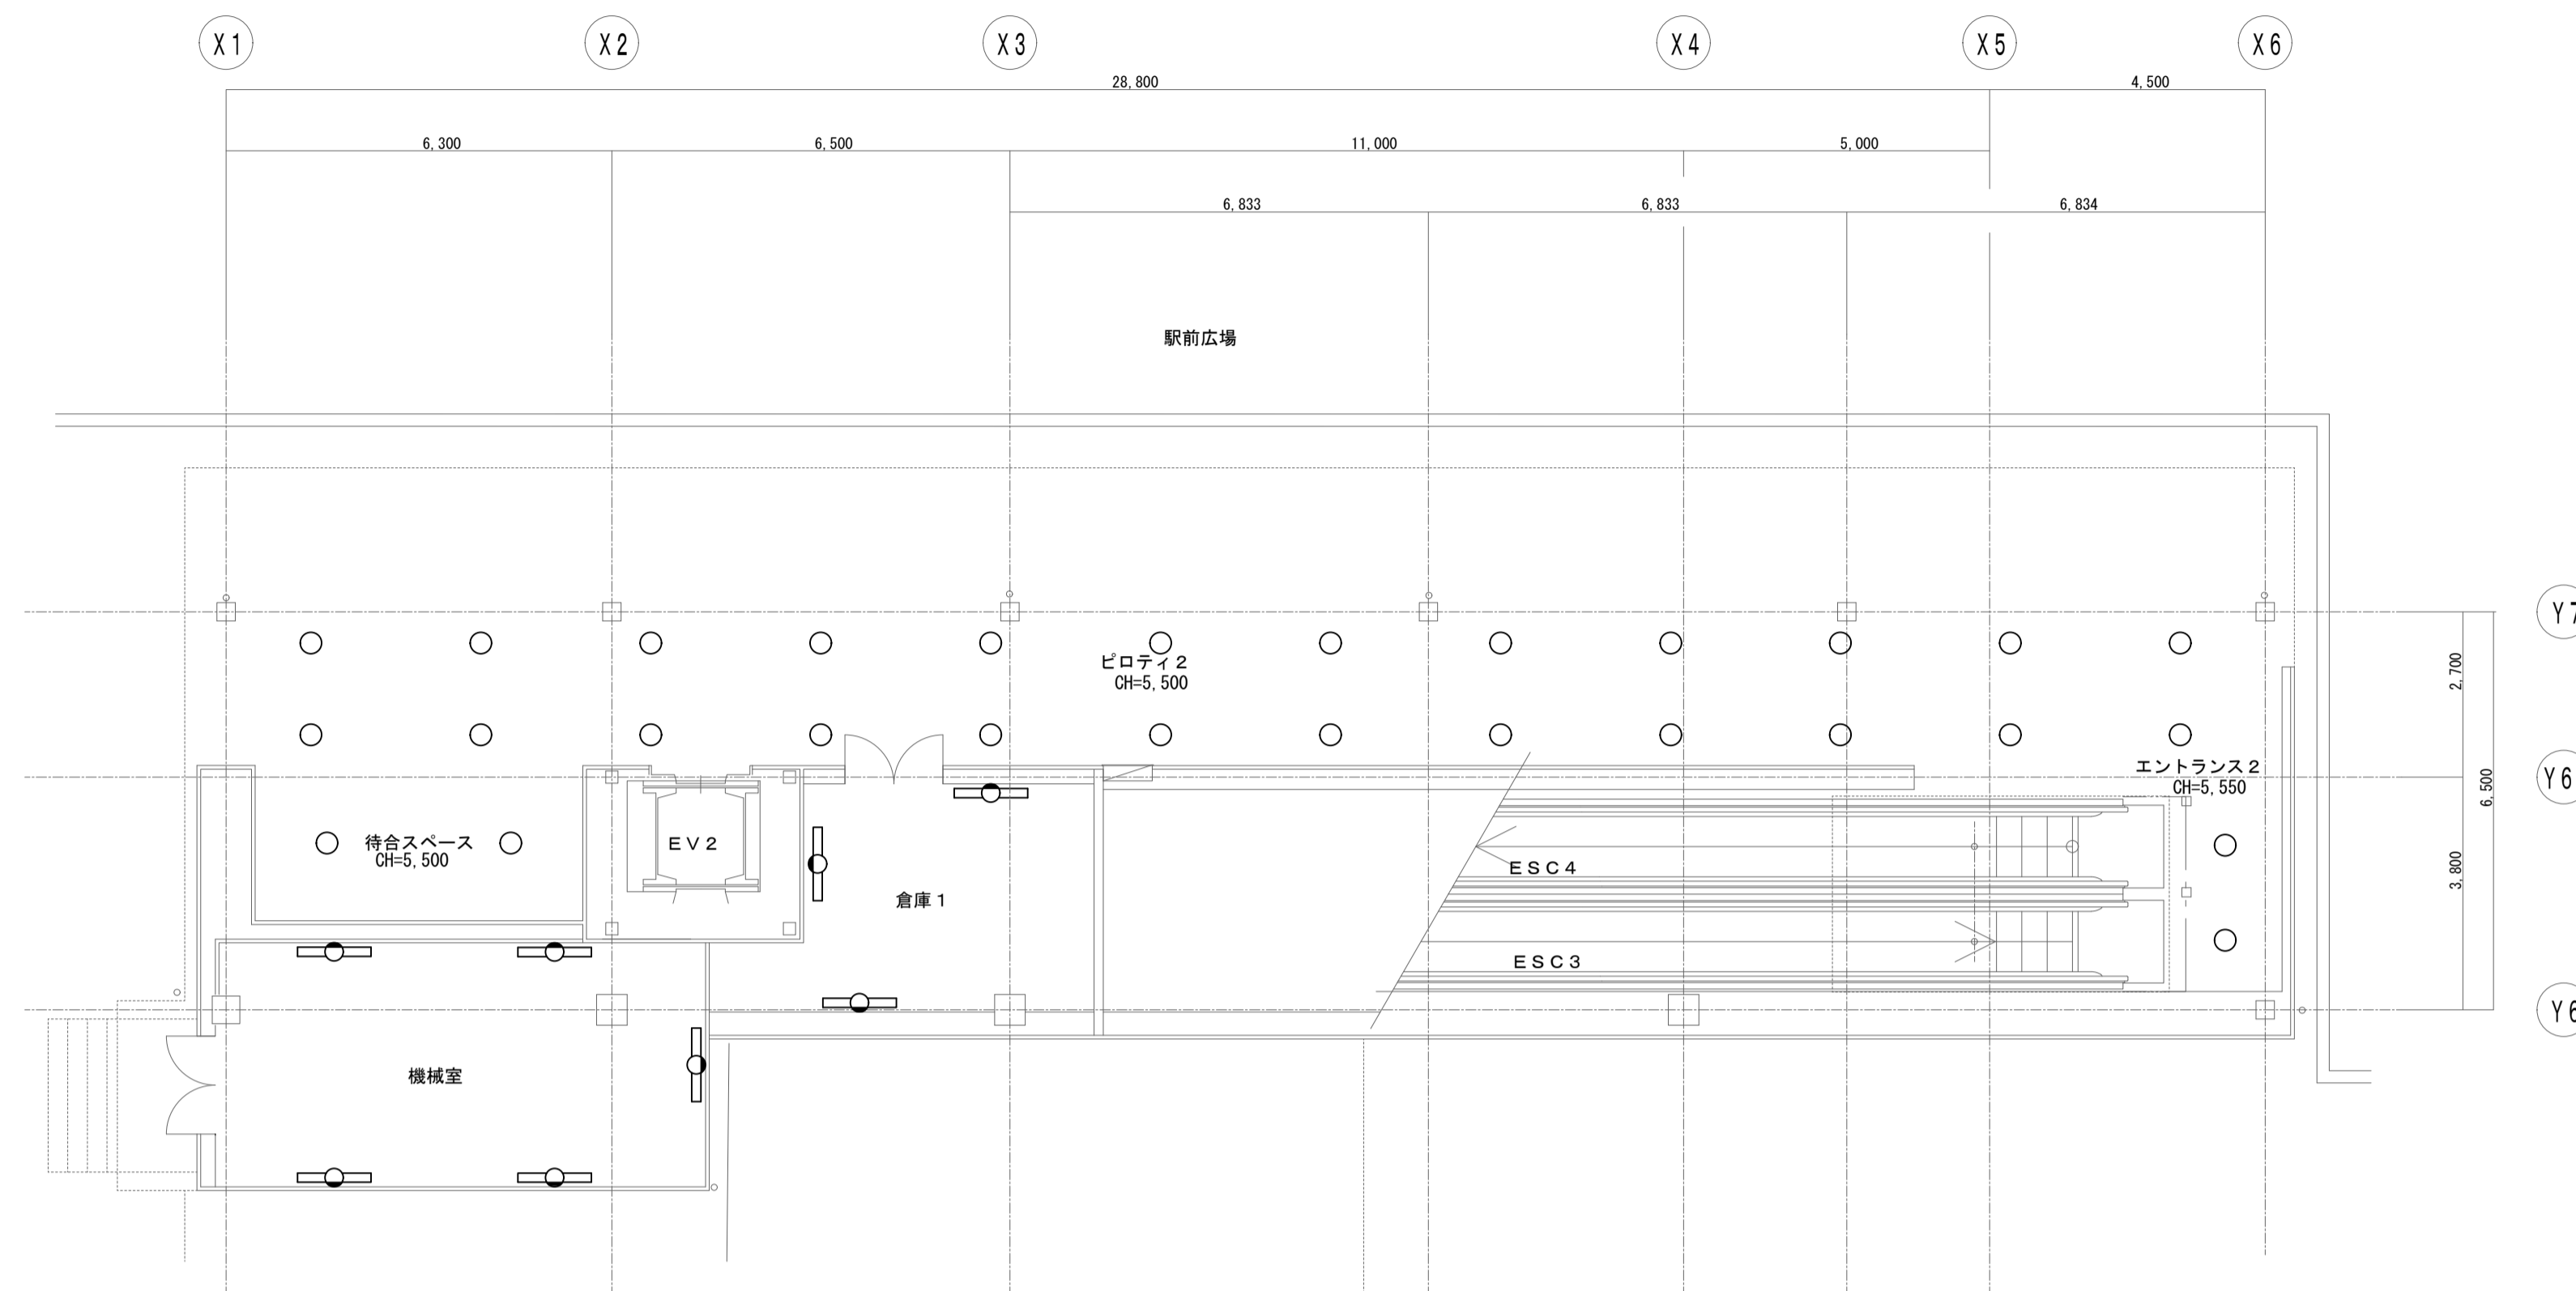 X1 X2 X3 X4 X5 X6
28,800 4,500
6,300 6,500 11,000 5,000
6,833 6,833 6,834
駅前広場
Y7
ピロティ2
CH=5,500
2,700
エントランス2
CH=5,550
Y6
6,500
待合スペース
CH=5,500
EV2
ESC4
3,800
倉庫1
ESC3
Y6
機械室